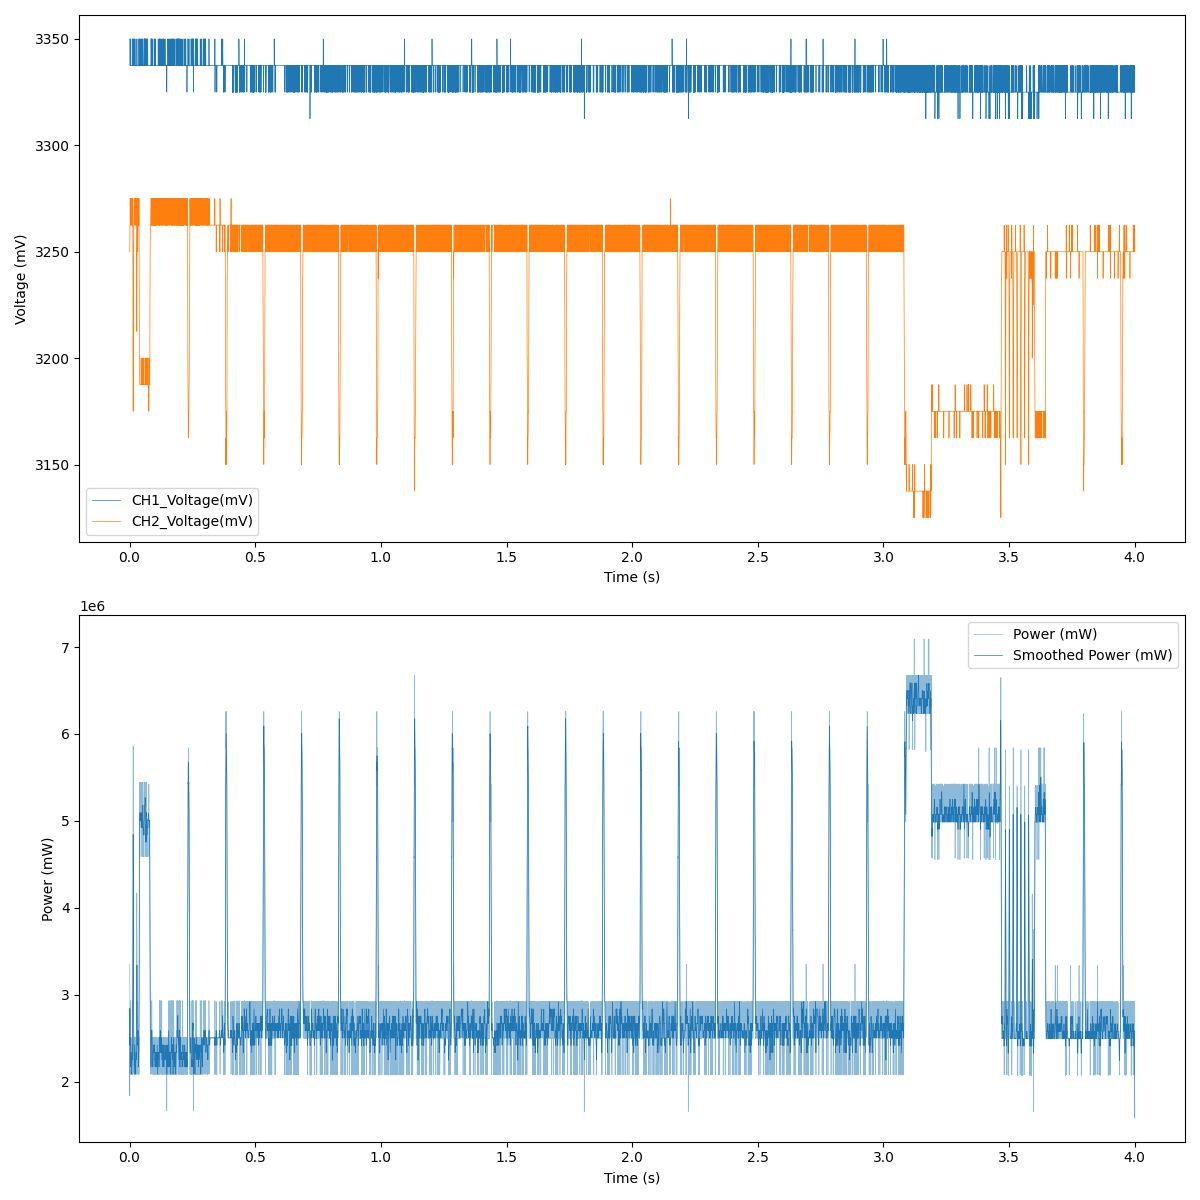 3350
3300
3250
3200
3150
Voltage (mV)
CH1_Voltage(mV)
CH2_Voltage(mV)
0.0 0.5 1.0 1.5 2.0 2.5 3.0 3.5 4.0
Time (s)
1e6
7
6
5
4
3
2
Power (mW)
Power (mW)
Smoothed Power (mW)
0.0 0.5 1.0 1.5 2.0 2.5 3.0 3.5 4.0
Time (s)